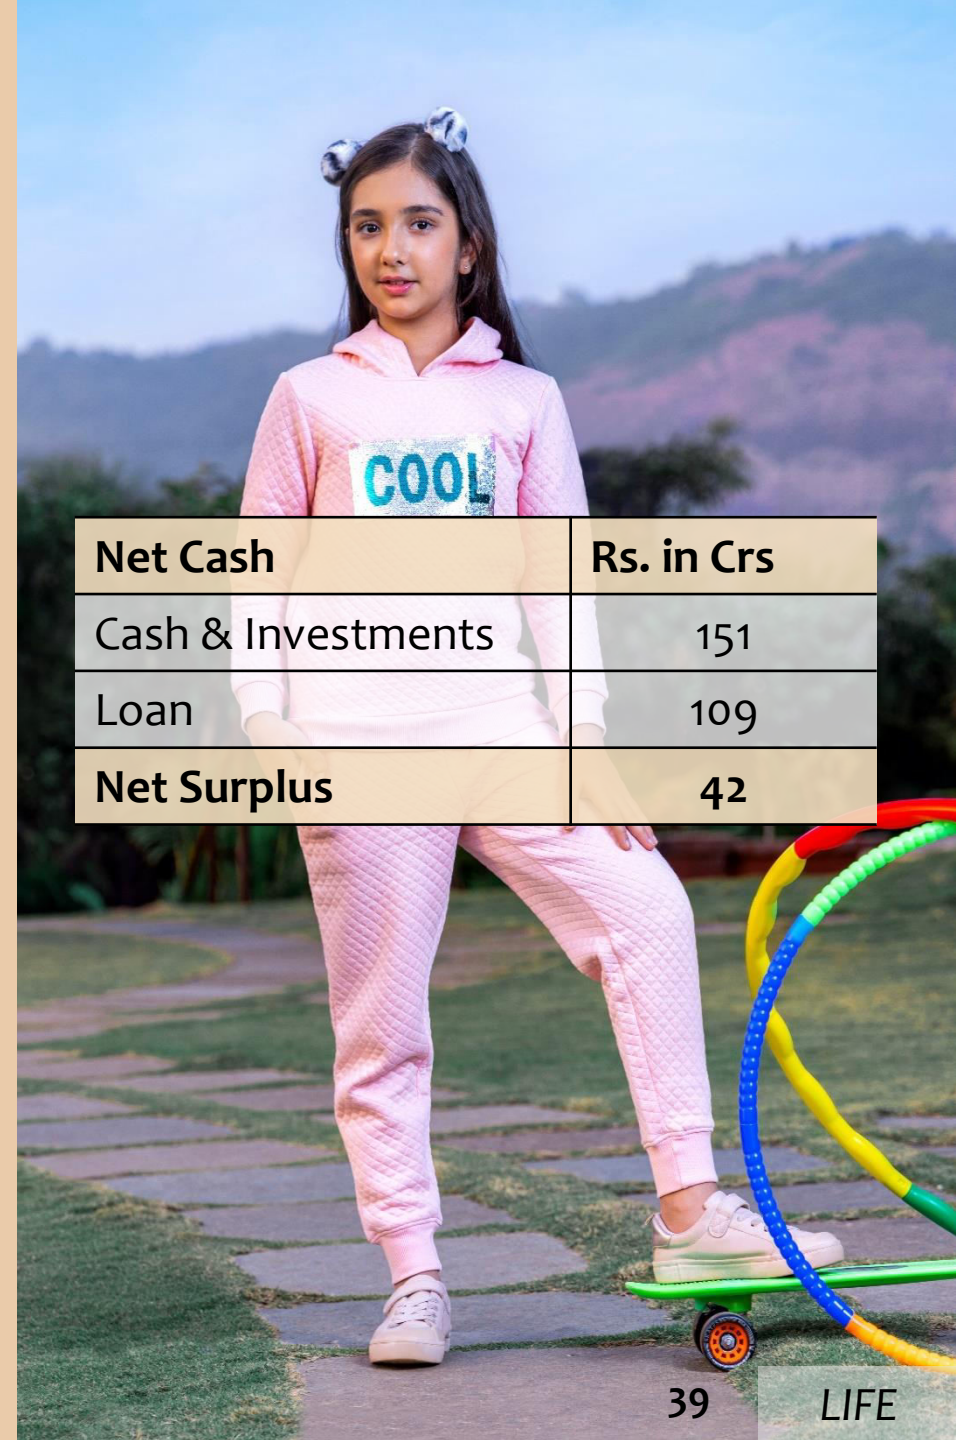 COOL
Net Cash Rs. in Crs
Cash & Investments 151
Loan 109
Net Surplus 42
39 LIFE